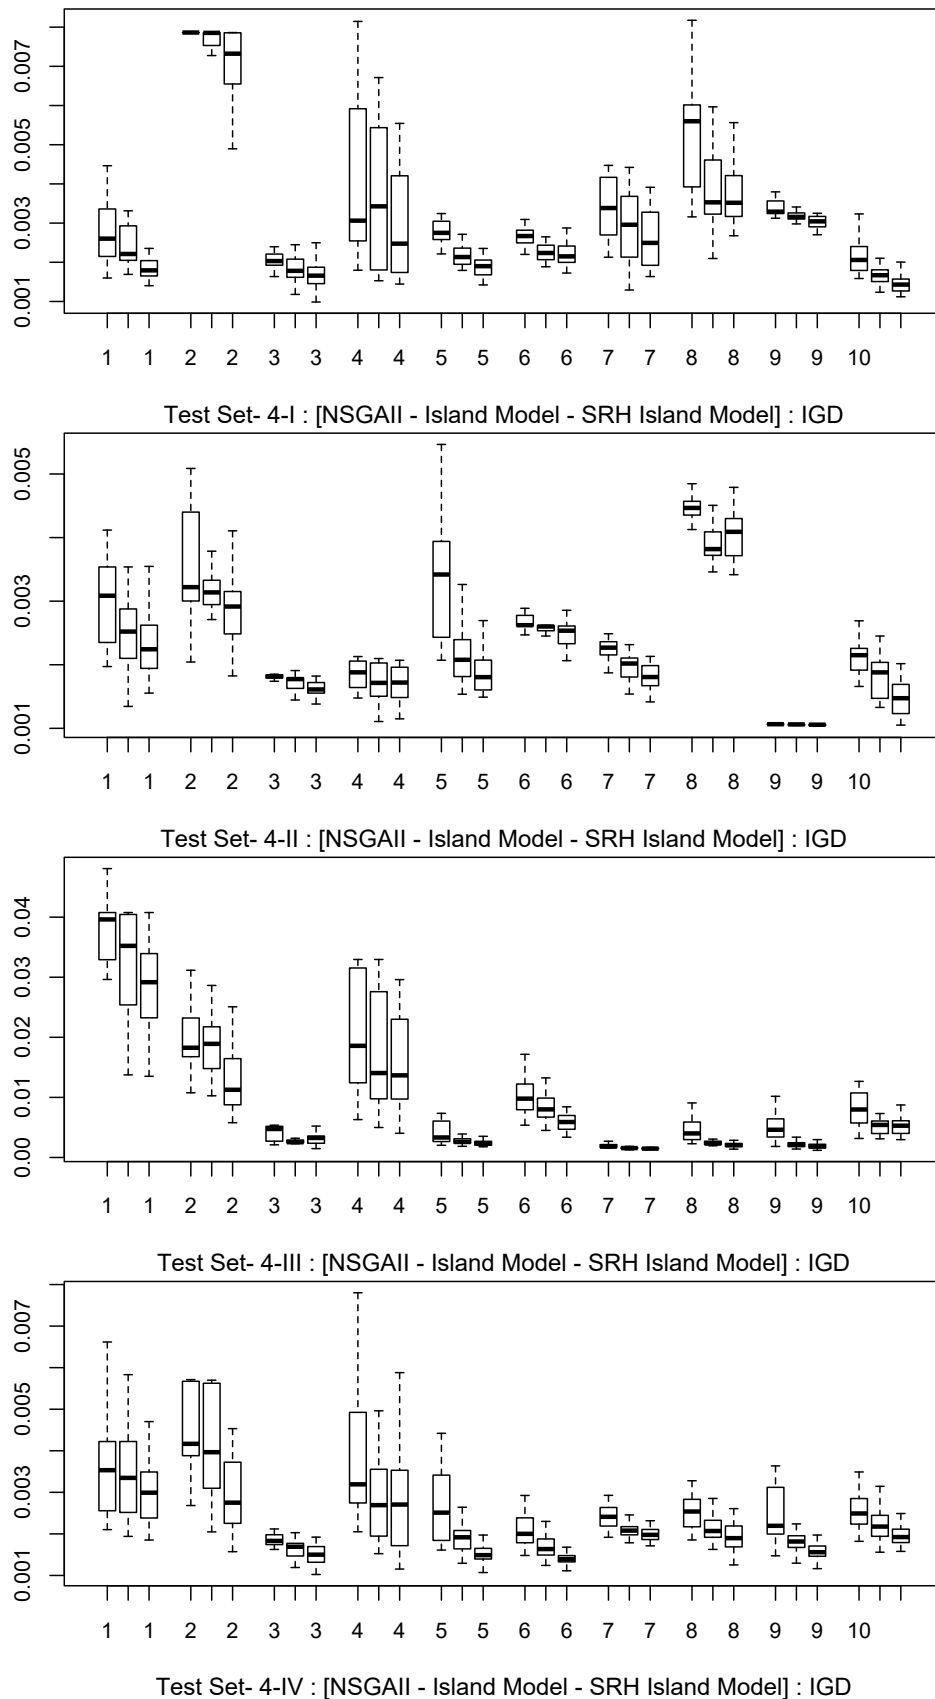 0.007
0.005
0.003
0.001
1 1 2 2 3 3 4 4 5 5 6 6 7 7 8 8 9 9 10
Test Set- 4-I : [NSGAII - Island Model - SRH Island Model] : IGD
0.005
0.003
0.001
1 1 2 2 3 3 4 4 5 5 6 6 7 7 8 8 9 9 10
Test Set- 4-II : [NSGAII - Island Model - SRH Island Model] : IGD
0.04
0.03
0.02
0.01
0.00
1 1 2 2 3 3 4 4 5 5 6 6 7 7 8 8 9 9 10
Test Set- 4-III : [NSGAII - Island Model - SRH Island Model] : IGD
0.007
0.005
0.003
0.001
1 1 2 2 3 3 4 4 5 5 6 6 7 7 8 8 9 9 10
Test Set- 4-IV : [NSGAII - Island Model - SRH Island Model] : IGD